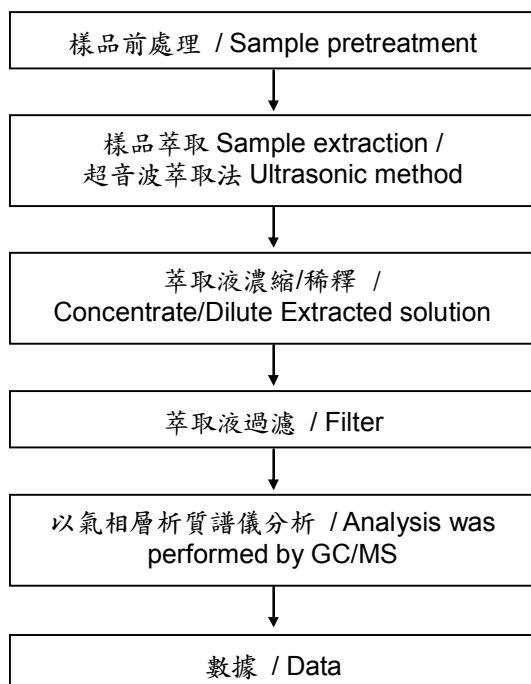 樣品前處理 / Sample pretreatment
樣品萃取 Sample extraction /
超音波萃取法 Ultrasonic method
萃取液濃縮/稀釋 /
Concentrate/Dilute Extracted solution
萃取液過濾 / Filter
以氣相層析質譜儀分析 / Analysis was
performed by GC/MS
數據 / Data